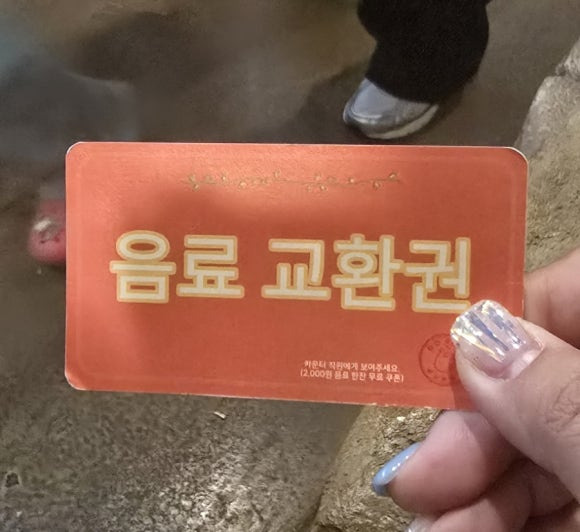 음료 교환권
카운터 직원에게 보여주세요.
(2,000원 음료 한잔 무료 쿠폰)